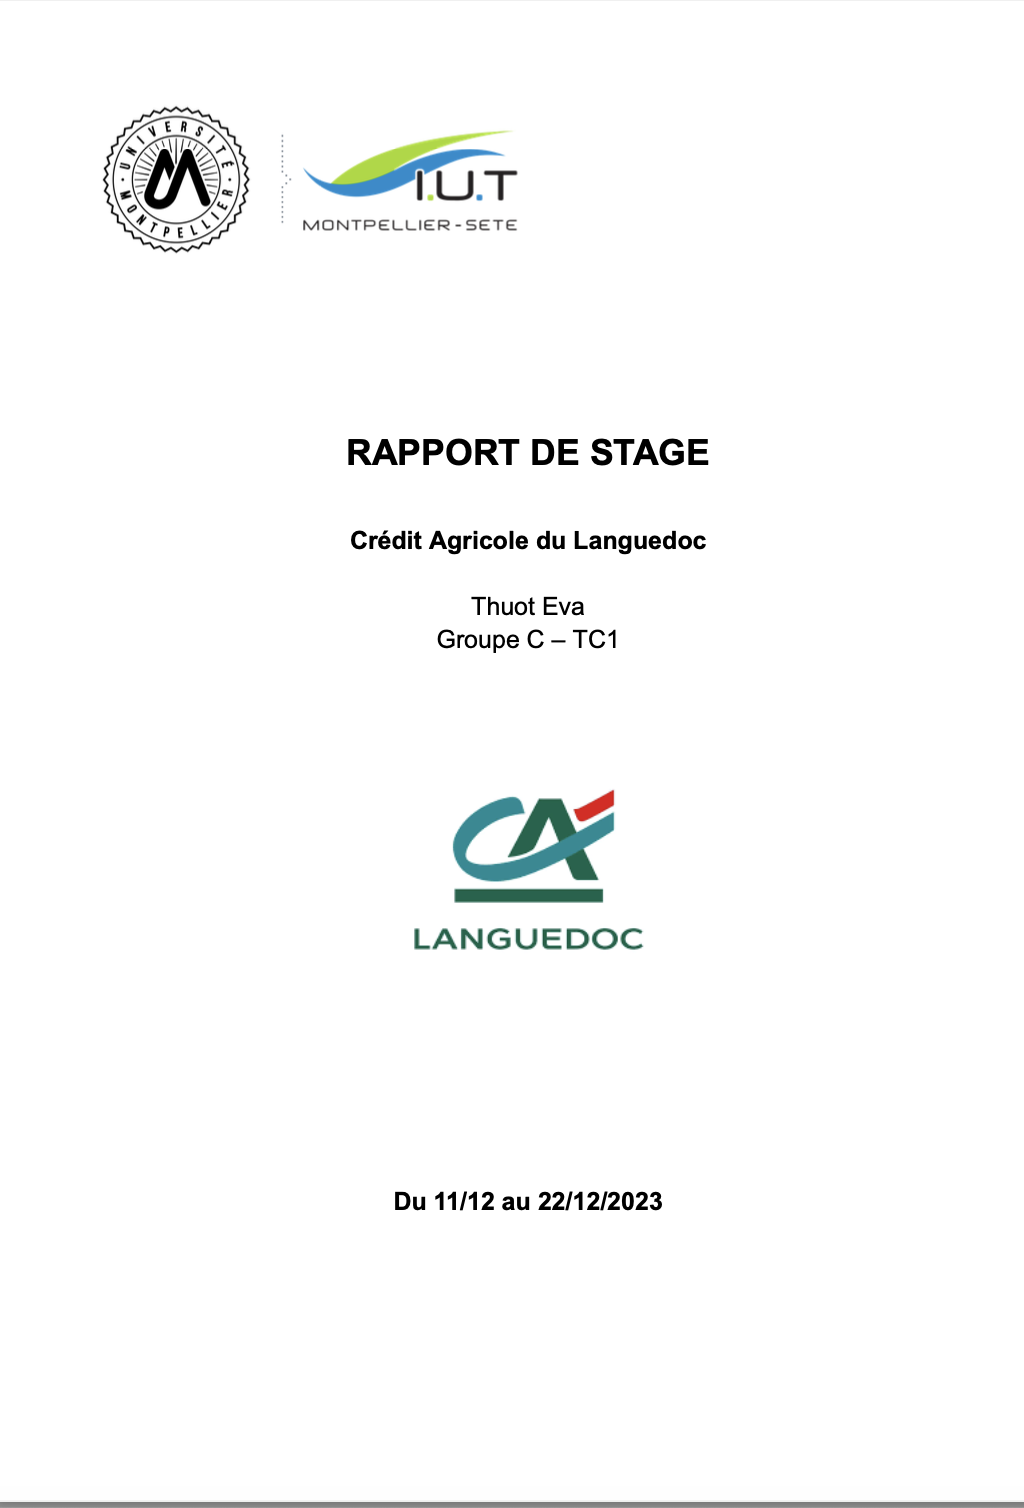 UNIVERSITÉ
MONTPELLIER
I.U.T
MONTPELLIER-SETE
RAPPORT DE STAGE
Crédit Agricole du Languedoc
Thuot Eva
Groupe C – TC1
CA
LANGUEDOC
Du 11/12 au 22/12/2023